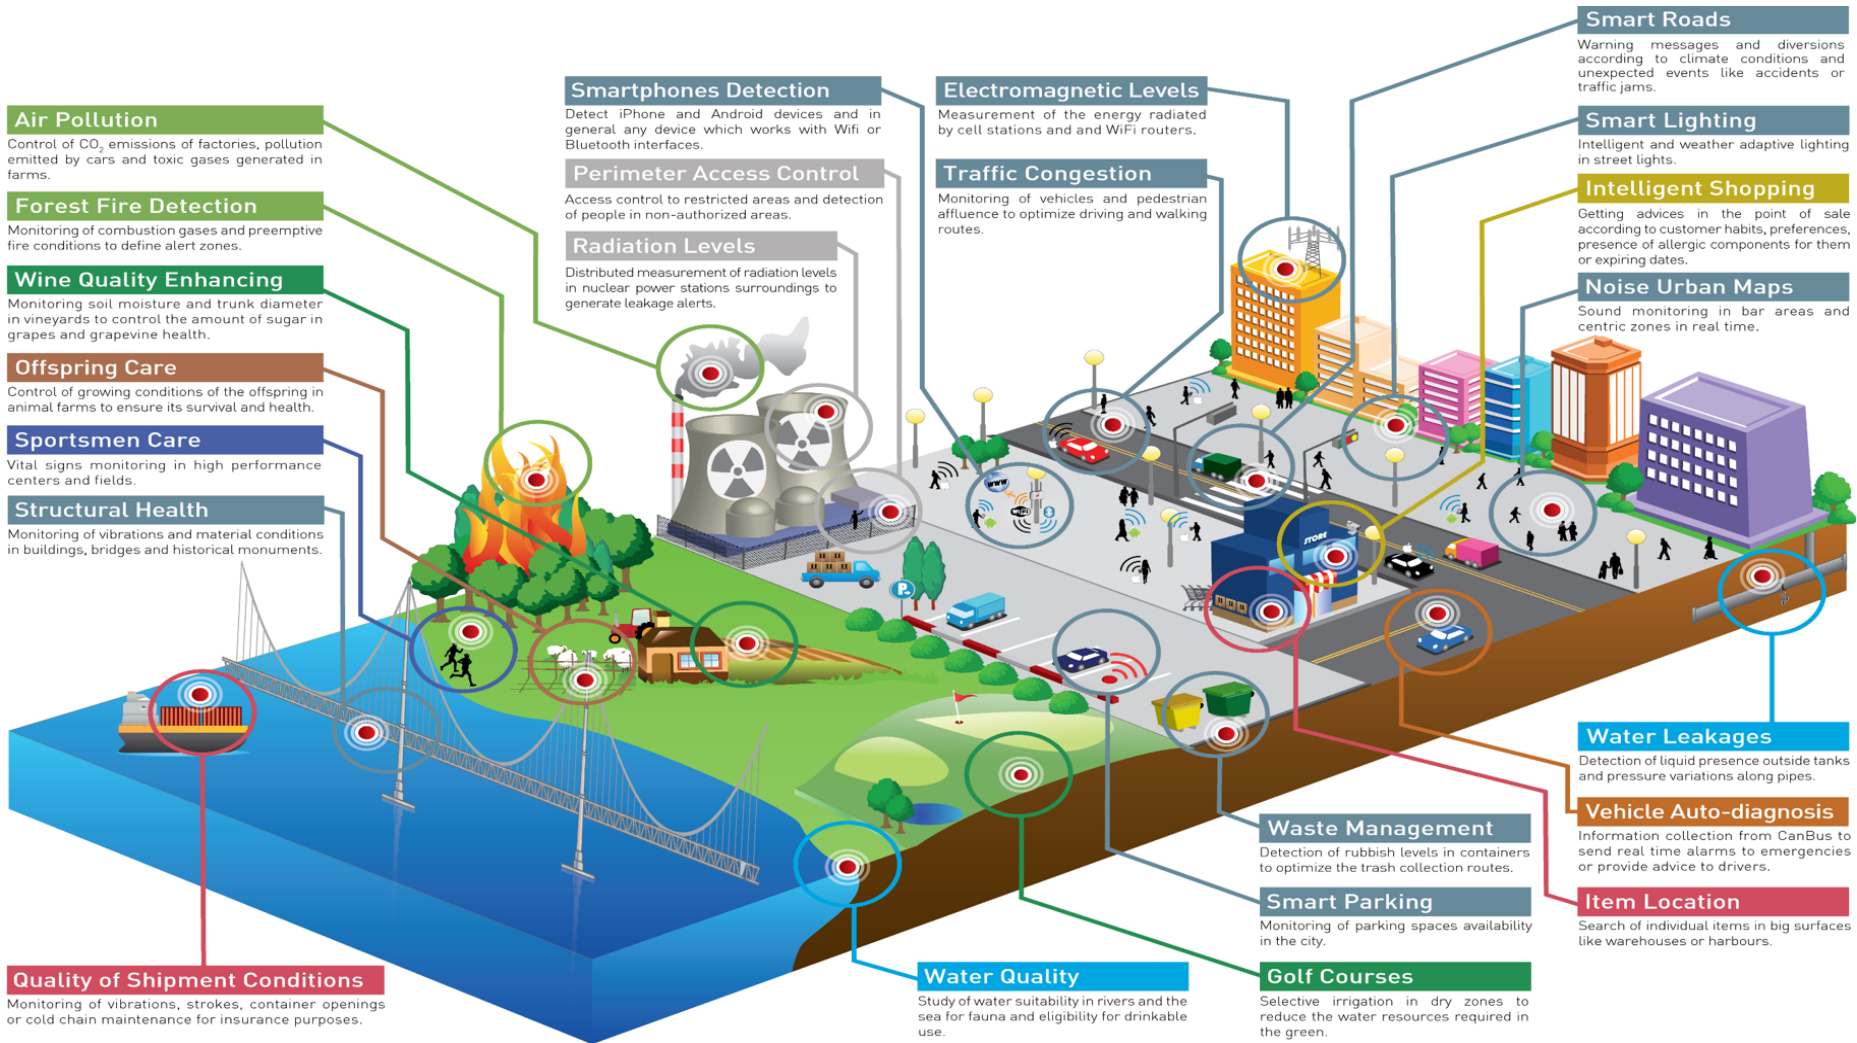 Air Pollution
Control of CO2 emissions of factories, pollution
emitted by cars and toxic gases generated in
farms.
Forest Fire Detection
Monitoring of combustion gases and preemptive
fire conditions to define alert zones.
Wine Quality Enhancing
Monitoring soil moisture and trunk diameter
in vineyards to control the amount of sugar in
grapes and grapevine health.
Offspring Care
Control of growing conditions of the offspring in
animal farms to ensure its survival and health.
Sportsmen Care
Vital signs monitoring in high performance
centers and fields.
Structural Health
Monitoring of vibrations and material conditions
in buildings, bridges and historical monuments.
Quality of Shipment Conditions
Monitoring of vibrations, strokes, container openings
or cold chain maintenance for insurance purposes.
Smartphones Detection
Detect iPhone and Android devices and in
general any device which works with Wifi or
Bluetooth interfaces.
Perimeter Access Control
Access control to restricted areas and detection
of people in non-authorized areas.
Radiation Levels
Distributed measurement of radiation levels
in nuclear power stations surroundings to
generate leakage alerts.
Electromagnetic Levels
Measurement of the energy radiated
by cell stations and and WiFi routers.
Traffic Congestion
Monitoring of vehicles and pedestrian
affluence to optimize driving and walking
routes.
Smart Roads
Warning messages and diversions
according to climate conditions and
unexpected events like accidents or
traffic jams.
Smart Lighting
Intelligent and weather adaptive lighting
in street lights.
Intelligent Shopping
Getting advices in the point of sale
according to customer habits, preferences,
presence of allergic components for them
or expiring dates.
Noise Urban Maps
Sound monitoring in bar areas and
centric zones in real time.
www
STORE
P
Water Leakages
Detection of liquid presence outside tanks
and pressure variations along pipes.
Vehicle Auto-diagnosis
Information collection from CanBus to
send real time alarms to emergencies
or provide advice to drivers.
Item Location
Search of individual items in big surfaces
like warehouses or harbours.
Waste Management
Detection of rubbish levels in containers
to optimize the trash collection routes.
Smart Parking
Monitoring of parking spaces availability
in the city.
Golf Courses
Selective irrigation in dry zones to
reduce the water resources required in
the green.
Water Quality
Study of water suitability in rivers and the
sea for fauna and eligibility for drinkable
use.